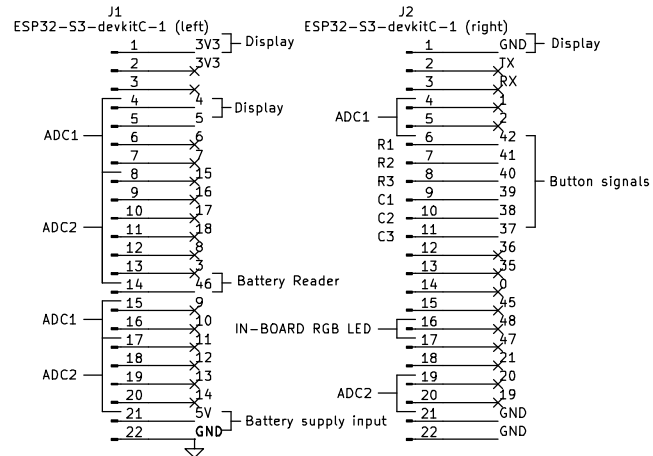 J1
ESP32-S3-devkitC-1 (left)
1 3V3 Display
2 3V3
3
4 4 Display
5 5
ADC1
6 6
7 7
8 15
9 16
10 17
ADC2
11 18
12 8
13 3
14 46 Battery Reader
15 9
ADC1
16 10
17 11
18 12
ADC2
19 13
20 14
21 5V Battery supply input
22 GND
J2
ESP32-S3-devkitC-1 (right)
1 GND Display
2 TX
3 RX
4 1
ADC1
5 2
R1 6 42
R2 7 41
R3 8 40
Button signals
C1 9 39
C2 10 38
C3 11 37
12 36
13 35
14 0
15 45
IN-BOARD RGB LED 16 48
17 47
18 21
19 20
ADC2
20 19
21 GND
22 GND